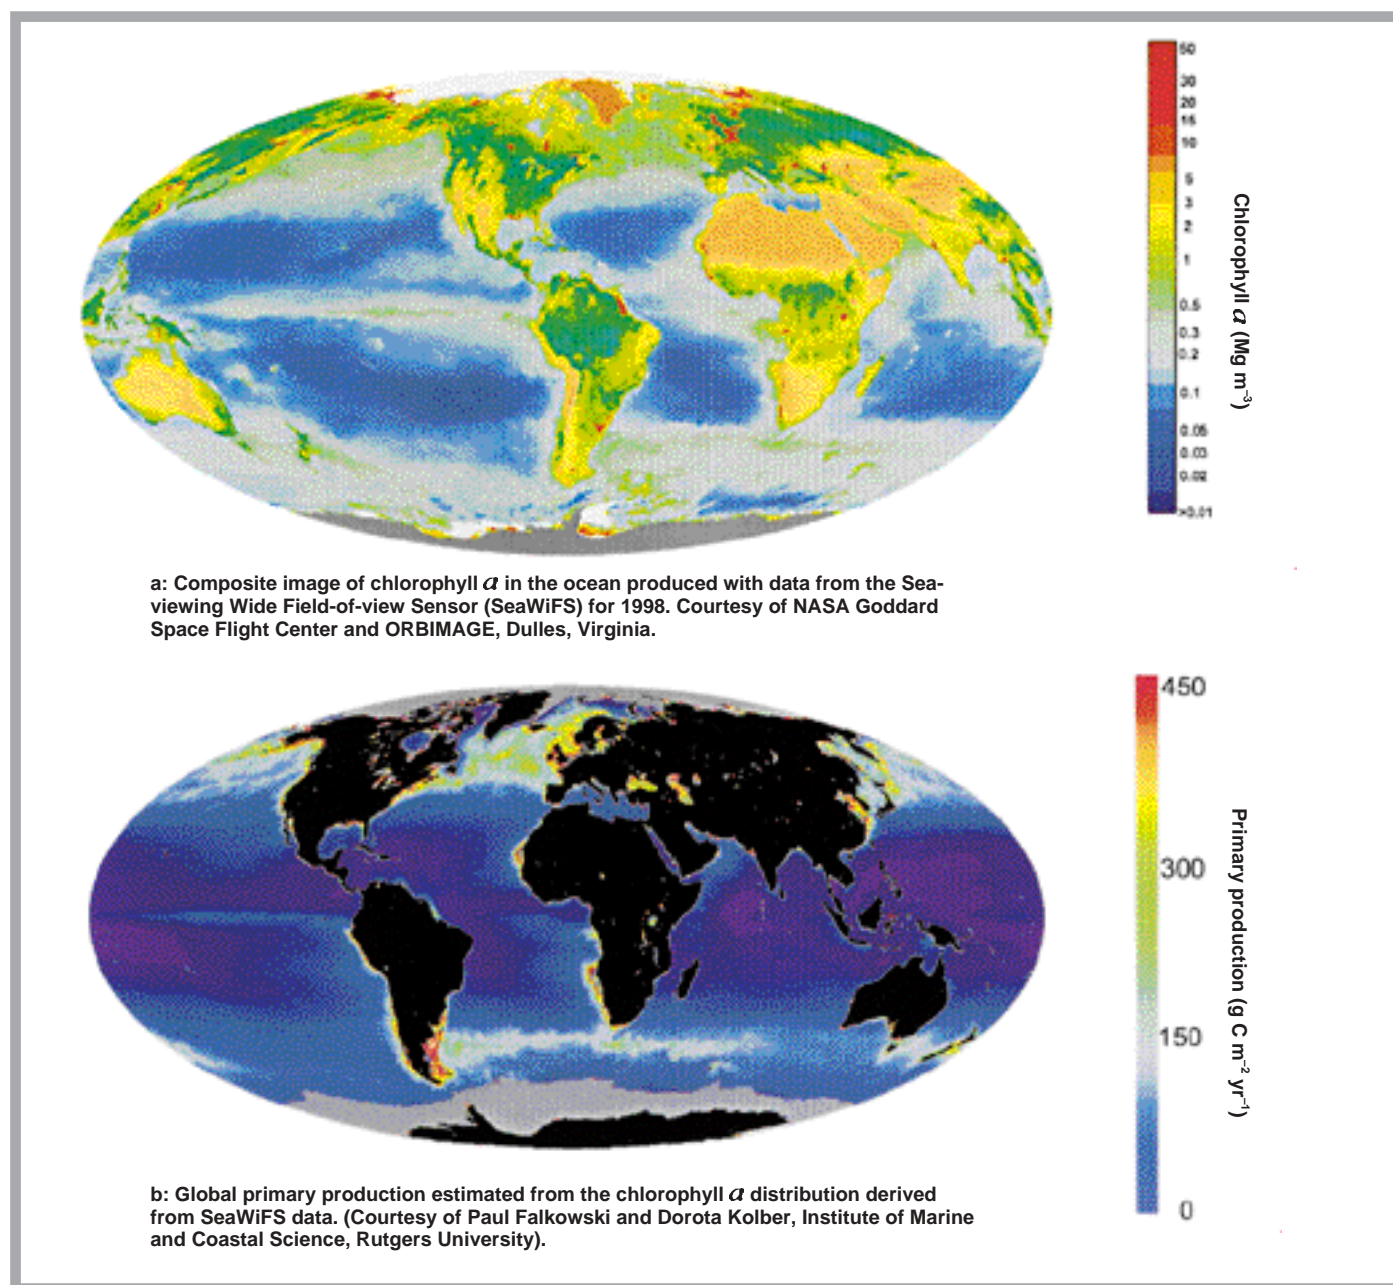 50
30
20
15
10
5
3
2
1
0.5
0.3
0.2
0.1
0.05
0.03
0.02
>0.01
Chlorophyll a (Mg m⁻³)
a: Composite image of chlorophyll a in the ocean produced with data from the Sea-
viewing Wide Field-of-view Sensor (SeaWiFS) for 1998. Courtesy of NASA Goddard
Space Flight Center and ORBIMAGE, Dulles, Virginia.
450
300
150
0
Primary production (g C m⁻² yr⁻¹)
b: Global primary production estimated from the chlorophyll a distribution derived
from SeaWiFS data. (Courtesy of Paul Falkowski and Dorota Kolber, Institute of Marine
and Coastal Science, Rutgers University).